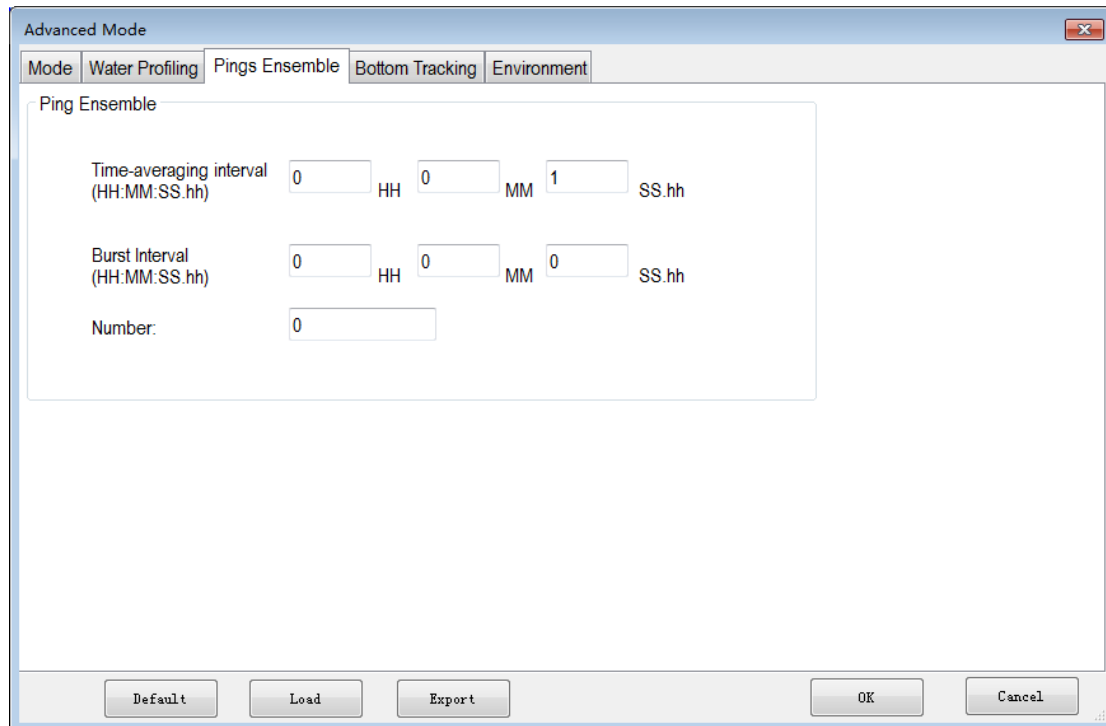 Advanced Mode
Mode Water Profiling Pings Ensemble Bottom Tracking Environment
Ping Ensemble
Time-averaging interval
(HH:MM:SS.hh)
0 HH 0 MM 1 SS.hh
Burst Interval
(HH:MM:SS.hh)
0 HH 0 MM 0 SS.hh
Number: 0
Default Load Export OK Cancel